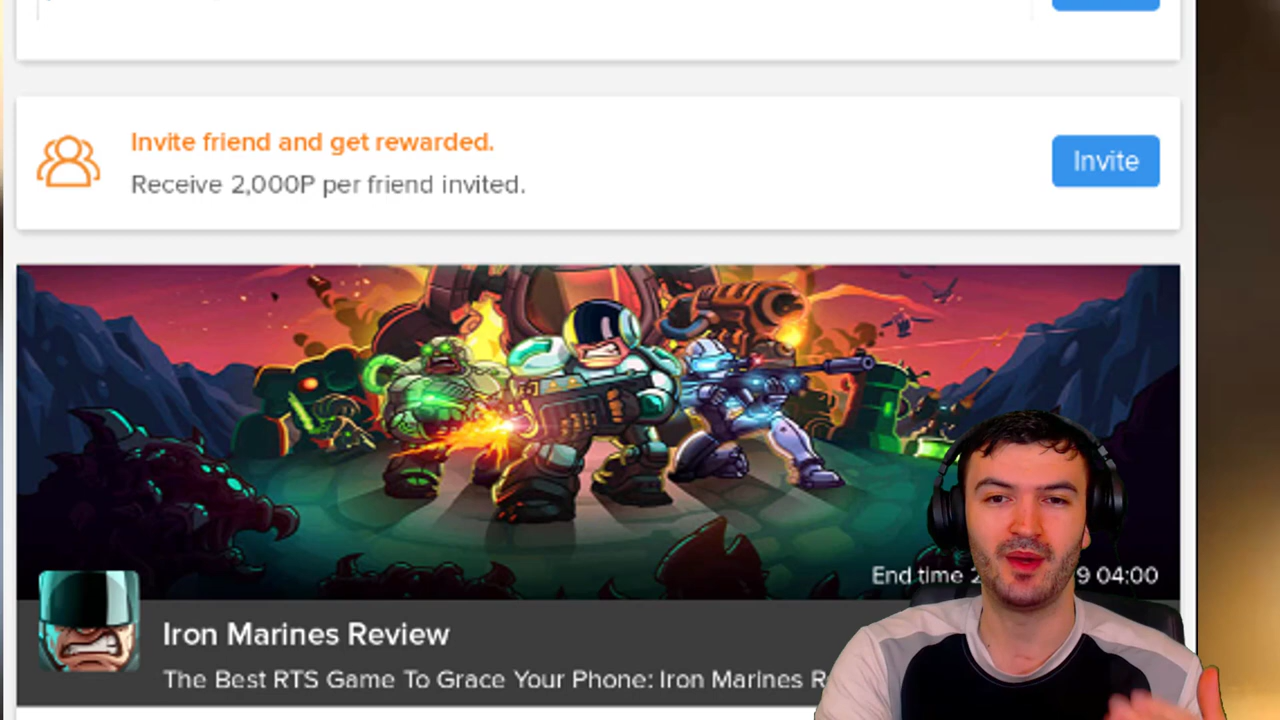 Invite friend and get rewarded.
Receive 2,000P per friend invited.
Invite
End time 9 04:00
Iron Marines Review
The Best RTS Game To Grace Your Phone: Iron Marines